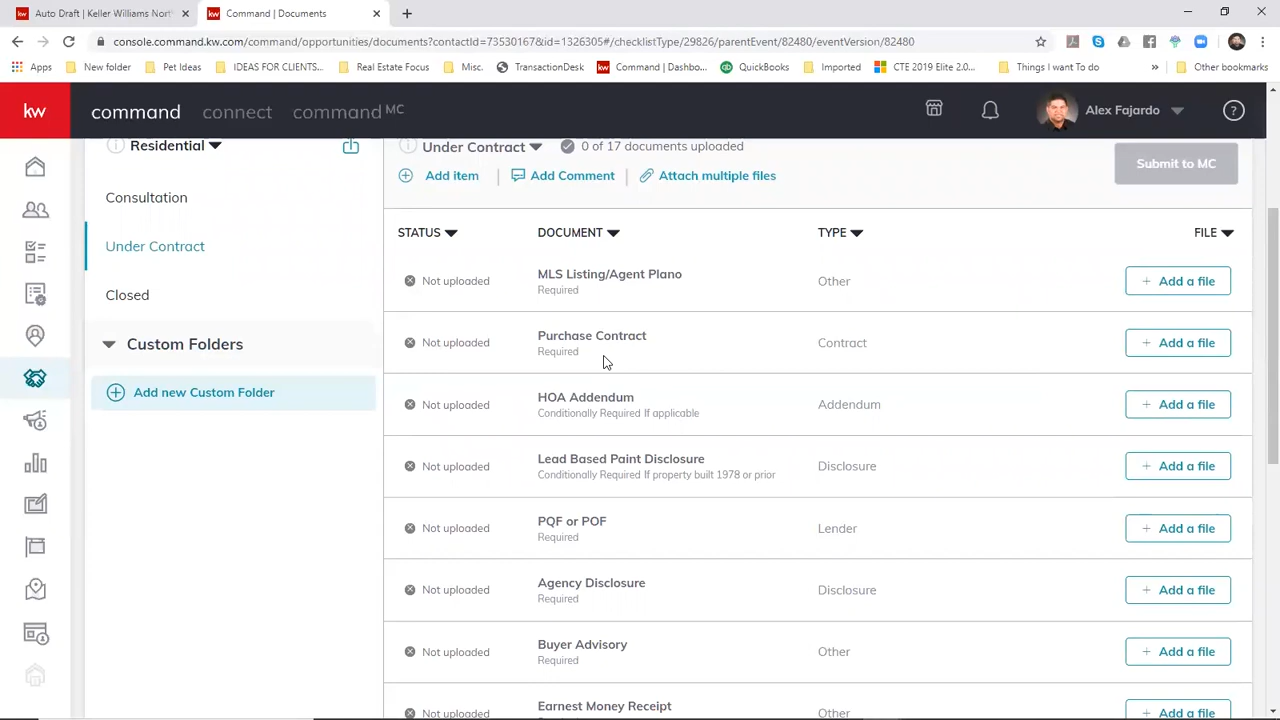 kw Auto Draft | Keller Williams Nort
kw Command | Documents
console.command.kw.com/command/opportunities/documents?contactId=73530167&id=1326305#/checklistType/29826/parentEvent/82480/eventVersion/82480
Apps New folder Pet Ideas IDEAS FOR CLIENTS... Real Estate Focus Misc. TransactionDesk kw Command | Dashbo... qb QuickBooks Imported CTE 2019 Elite 2.0... Things I want To do » Other bookmarks
kw command connect command MC Alex Fajardo ?
Residential
Consultation
Under Contract
Closed
Custom Folders
Add new Custom Folder
Under Contract 0 of 17 documents uploaded
Add item | Add Comment | Attach multiple files
Submit to MC
STATUS DOCUMENT TYPE FILE
Not uploaded MLS Listing/Agent Plano Other + Add a file
Required
Not uploaded Purchase Contract Contract + Add a file
Required
Not uploaded HOA Addendum Addendum + Add a file
Conditionally Required If applicable
Not uploaded Lead Based Paint Disclosure Disclosure + Add a file
Conditionally Required If property built 1978 or prior
Not uploaded PQF or POF Lender + Add a file
Required
Not uploaded Agency Disclosure Disclosure + Add a file
Required
Not uploaded Buyer Advisory Other + Add a file
Required
Not uploaded Earnest Money Receipt Other + Add a file